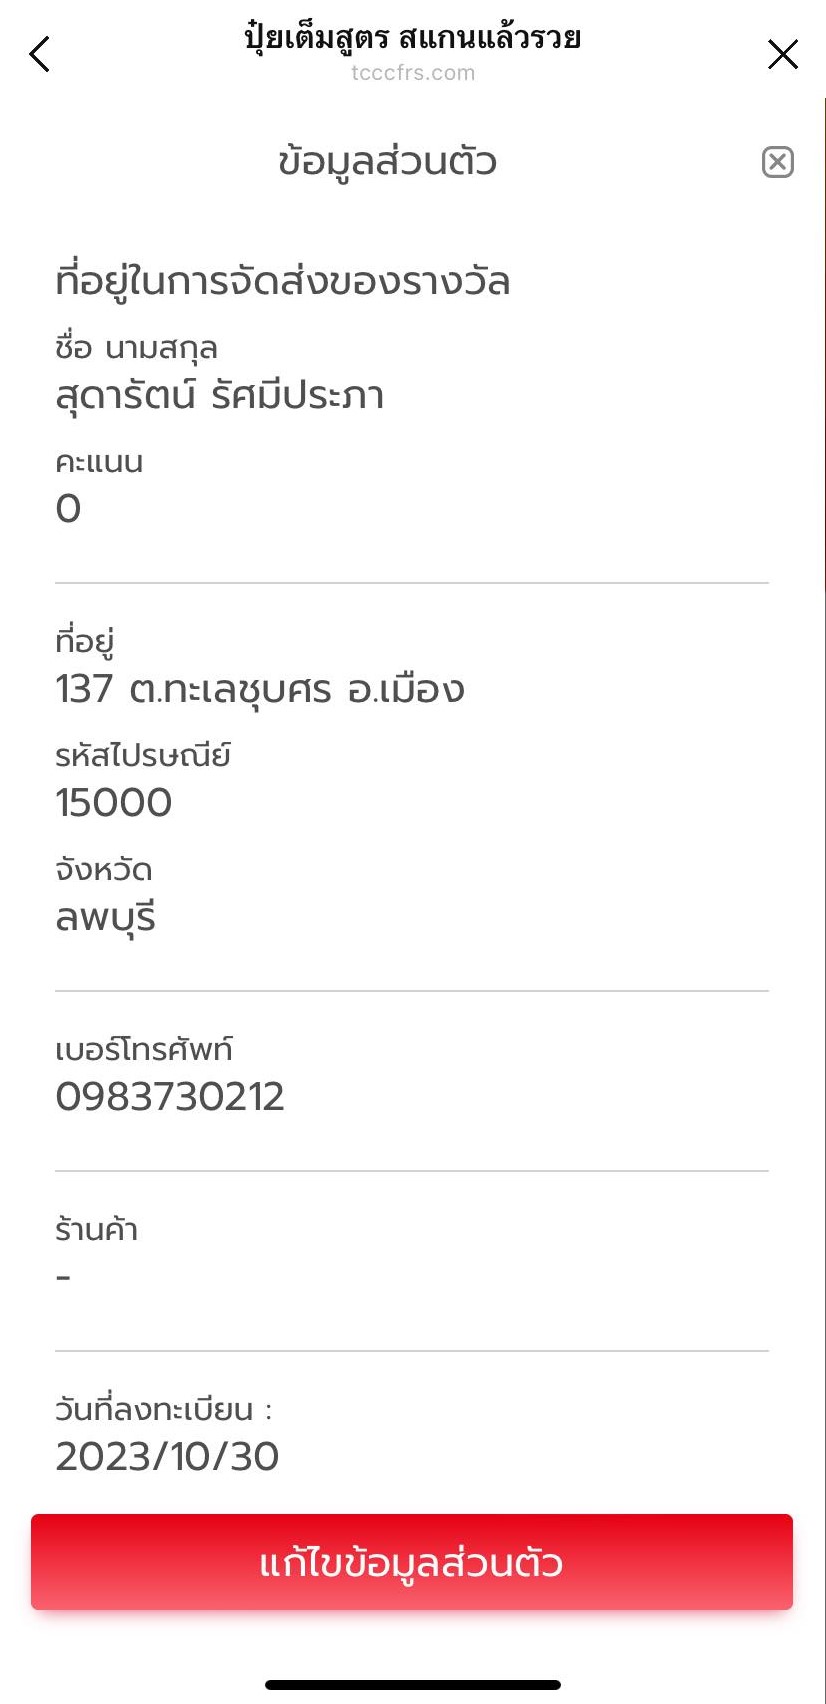 ปุ๋ยเต็มสูตร สแกนแล้วรวย
tcccfrs.com
ข้อมูลส่วนตัว
ที่อยู่ในการจัดส่งของรางวัล
ชื่อ นามสกุล
สุดารัตน์ รัศมีประภา
คะแนน
0
ที่อยู่
137 ต.ทะเลชุบศร อ.เมือง
รหัสไปรษณีย์
15000
จังหวัด
ลพบุรี
เบอร์โทรศัพท์
0983730212
ร้านค้า
-
วันที่ลงทะเบียน :
2023/10/30
แก้ไขข้อมูลส่วนตัว